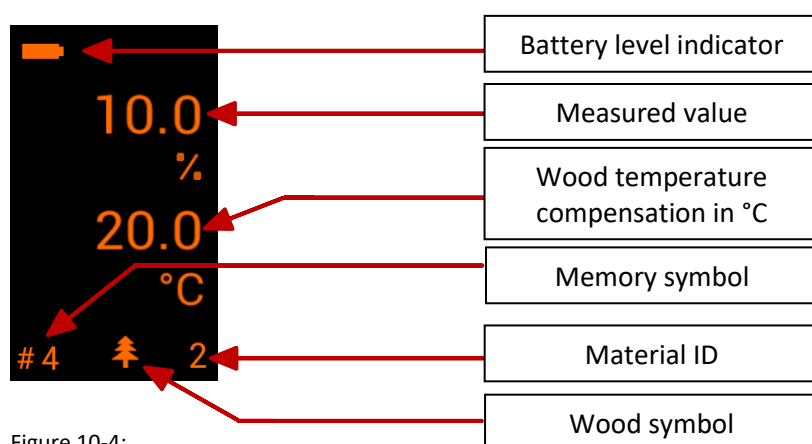 Battery level indicator
10.0
Measured value
%
Wood temperature
compensation in °C
20.0
°C
Memory symbol
# 4
2
Material ID
Wood symbol
Figure 10-4: